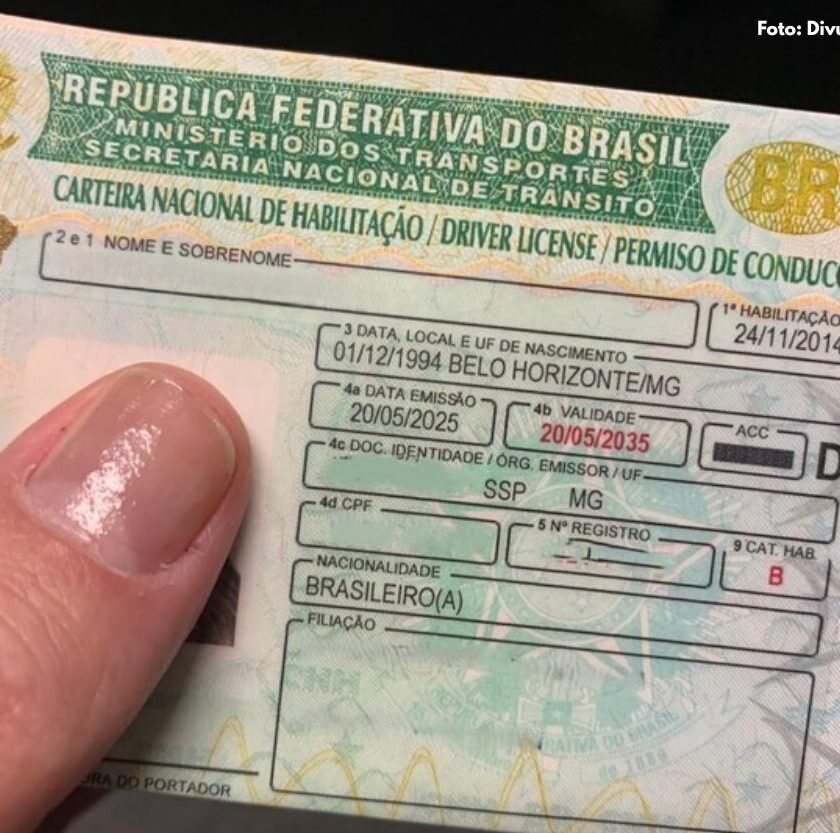 Foto: Divu
REPÚBLICA FEDERATIVA DO BRASIL
MINISTÉRIO DOS TRANSPORTES
SECRETARIA NACIONAL DE TRÂNSITO
BR
CARTEIRA NACIONAL DE HABILITAÇÃO / DRIVER LICENSE / PERMISO DE CONDUC
2 e 1 NOME E SOBRENOME
1ª HABILITAÇÃO
24/11/2014
3 DATA, LOCAL E UF DE NASCIMENTO
01/12/1994 BELO HORIZONTE/MG
4a DATA EMISSÃO
20/05/2025
4b VALIDADE
20/05/2035
ACC
D
4c DOC. IDENTIDADE / ÓRG. EMISSOR / UF
SSP MG
4d CPF
5 Nº REGISTRO
9 CAT. HAB.
B
NACIONALIDADE
BRASILEIRO(A)
FILIAÇÃO
DO PORTADOR